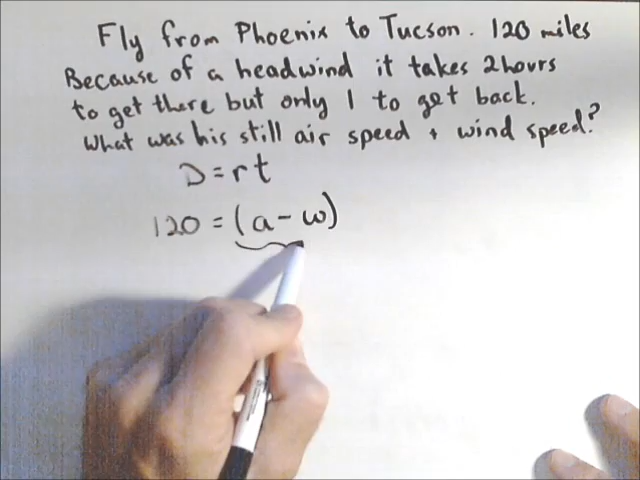 Fly from Phoenix to Tucson. 120 miles
Because of a headwind it takes 2 hours
to get there but only 1 to get back.
What was his still air speed + wind speed?
D = rt
120 = (a - w)